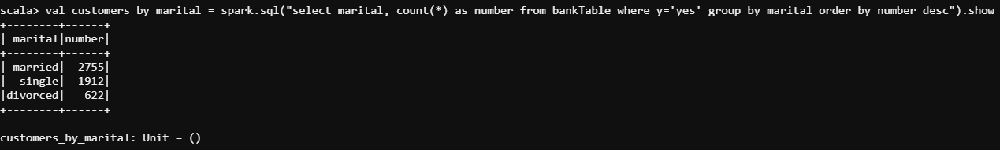 scala> val customers_by_marital = spark.sql("select marital, count(*) as number from bankTable where y='yes' group by marital order by number desc").show
+--------+------+
| marital|number|
+--------+------+
| married|  2755|
|  single|  1912|
|divorced|   622|
+--------+------+
customers_by_marital: Unit = ()